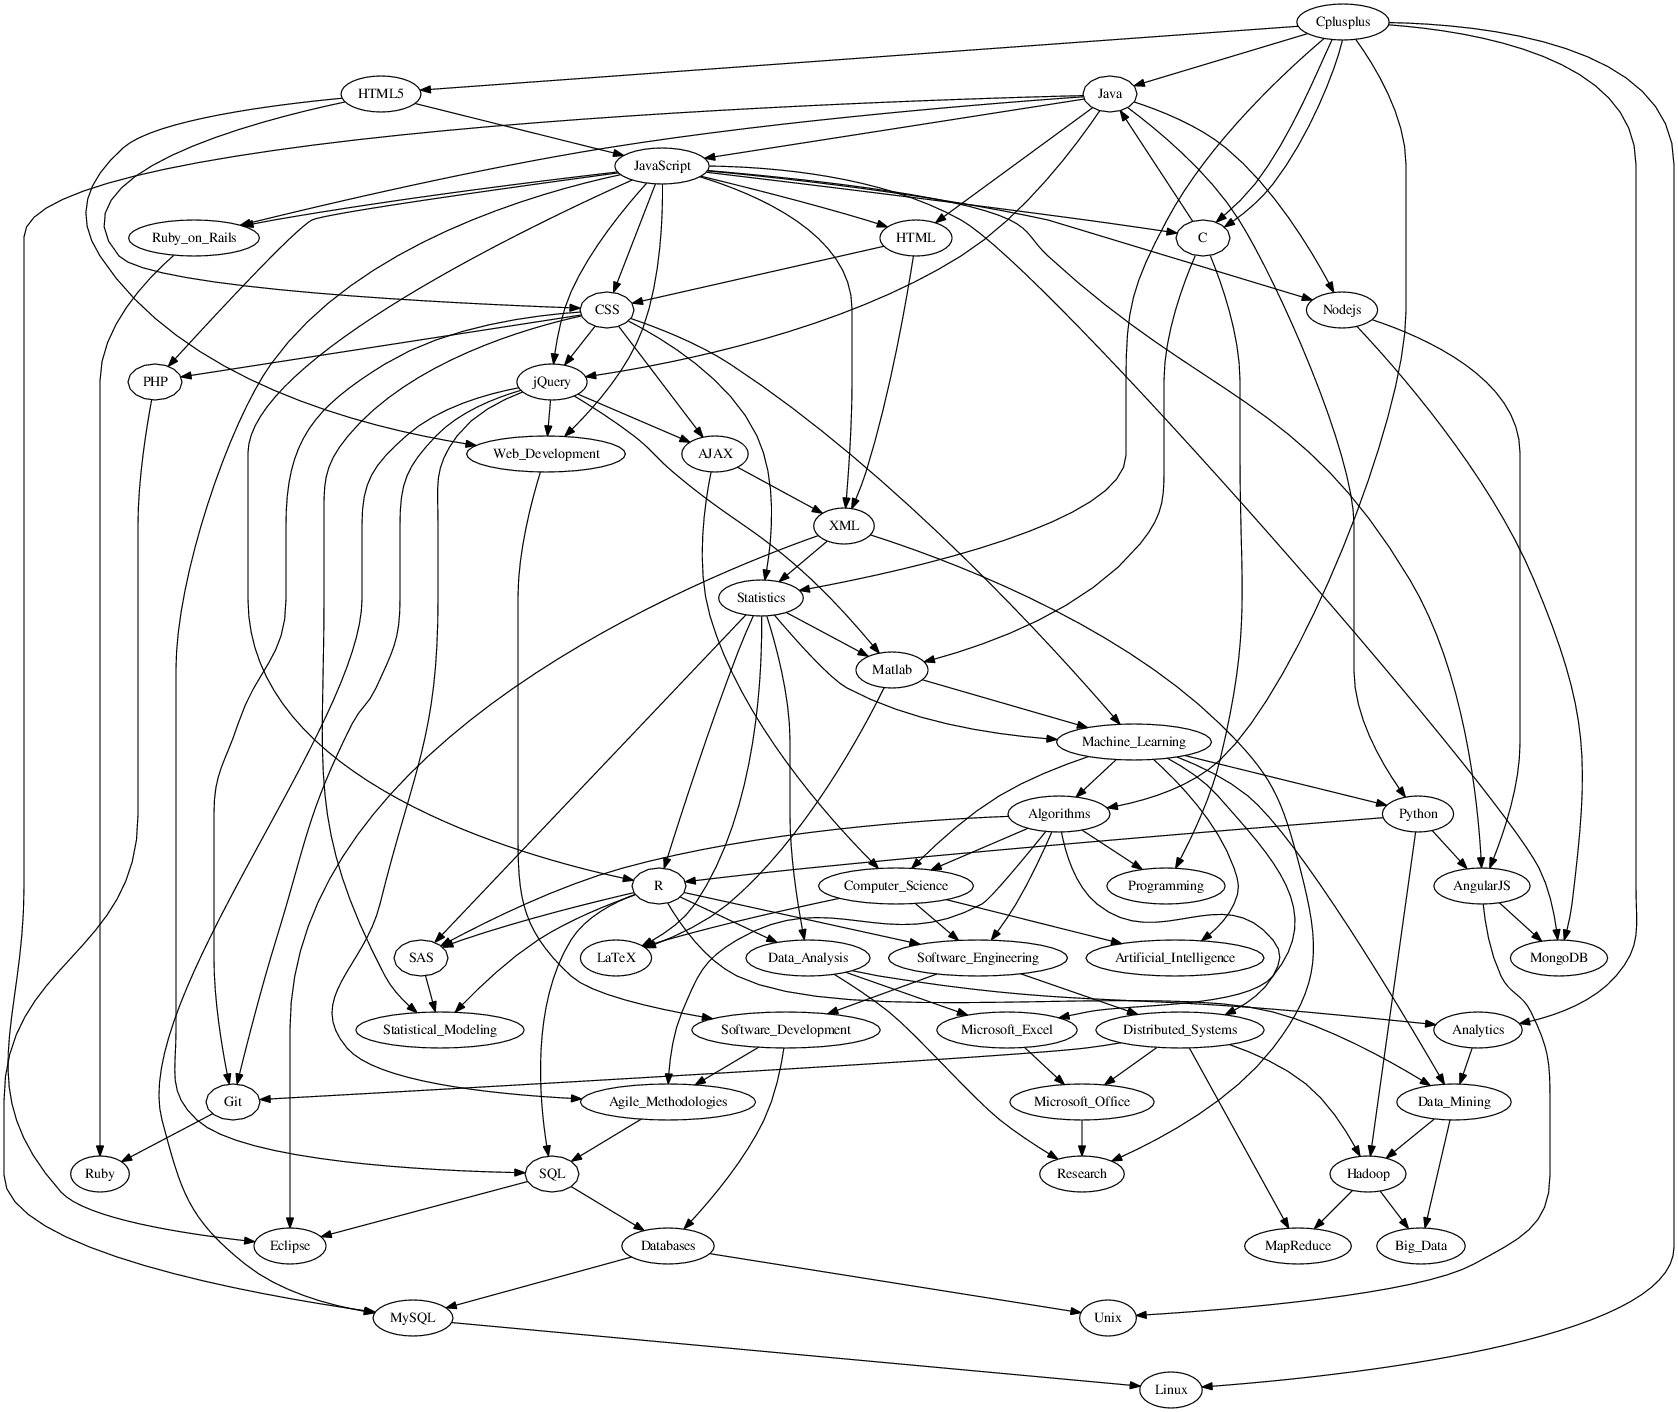 Cplusplus
HTML5
Java
JavaScript
Ruby_on_Rails
HTML
C
CSS
Nodejs
PHP
jQuery
Web_Development
AJAX
XML
Statistics
Matlab
Machine_Learning
Algorithms
Python
R
Computer_Science
Programming
AngularJS
SAS
LaTeX
Data_Analysis
Software_Engineering
Artificial_Intelligence
MongoDB
Statistical_Modeling
Software_Development
Microsoft_Excel
Distributed_Systems
Analytics
Git
Agile_Methodologies
Microsoft_Office
Data_Mining
Ruby
SQL
Research
Hadoop
Eclipse
Databases
MapReduce
Big_Data
MySQL
Unix
Linux